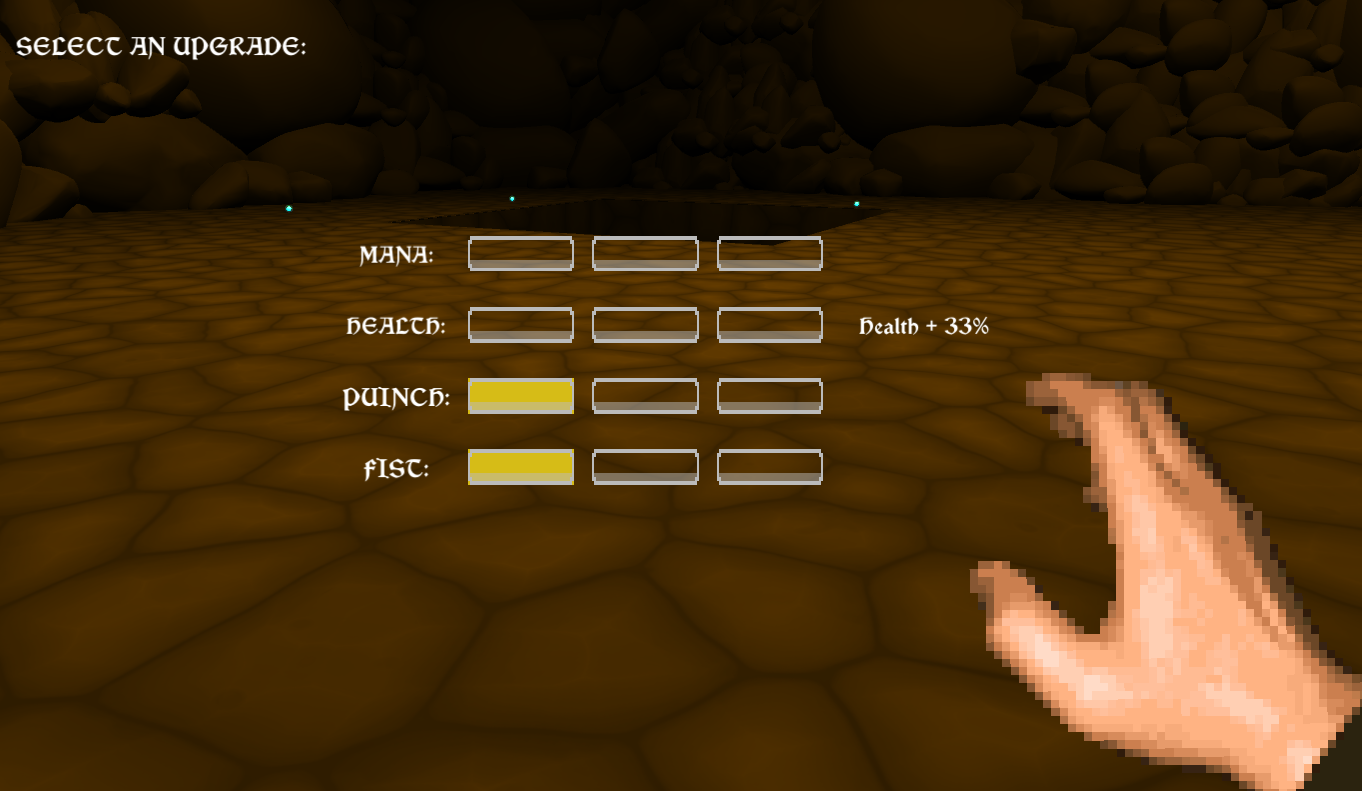 SELECT AN UPGRADE:
MANA:
HEALTH: Health + 33%
PUINCH:
FIST: